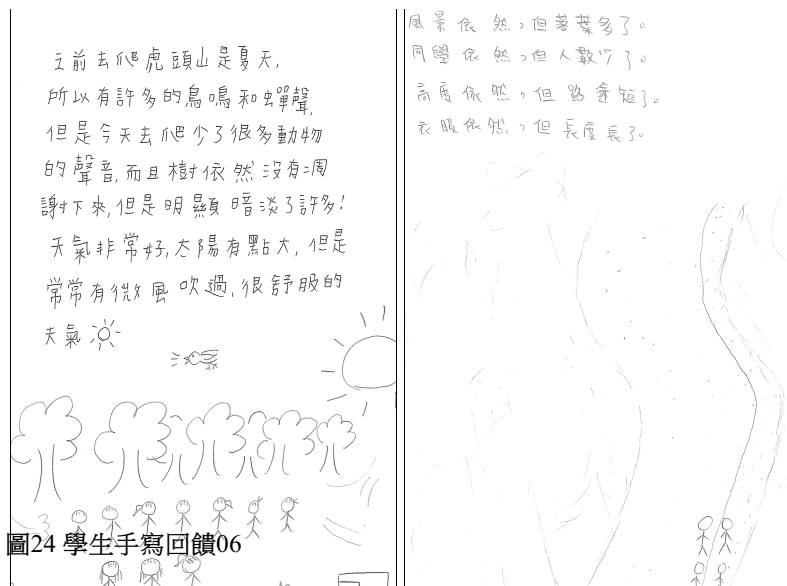 之前去爬虎頭山是夏天,
所以有許多的鳥鳴和蟬聲,
但是今天去爬少了很多動物
的聲音,而且樹依然沒有凋
謝下來,但是明顯暗淡了許多!
天氣非常好,太陽有點大,但是
常常有微風吹過,很舒服的
天氣
風景依然,但落葉多了。
同學依然,但人數少了。
高度依然,但路途短了。
衣服依然,但長度長了。
圖24 學生手寫回饋06